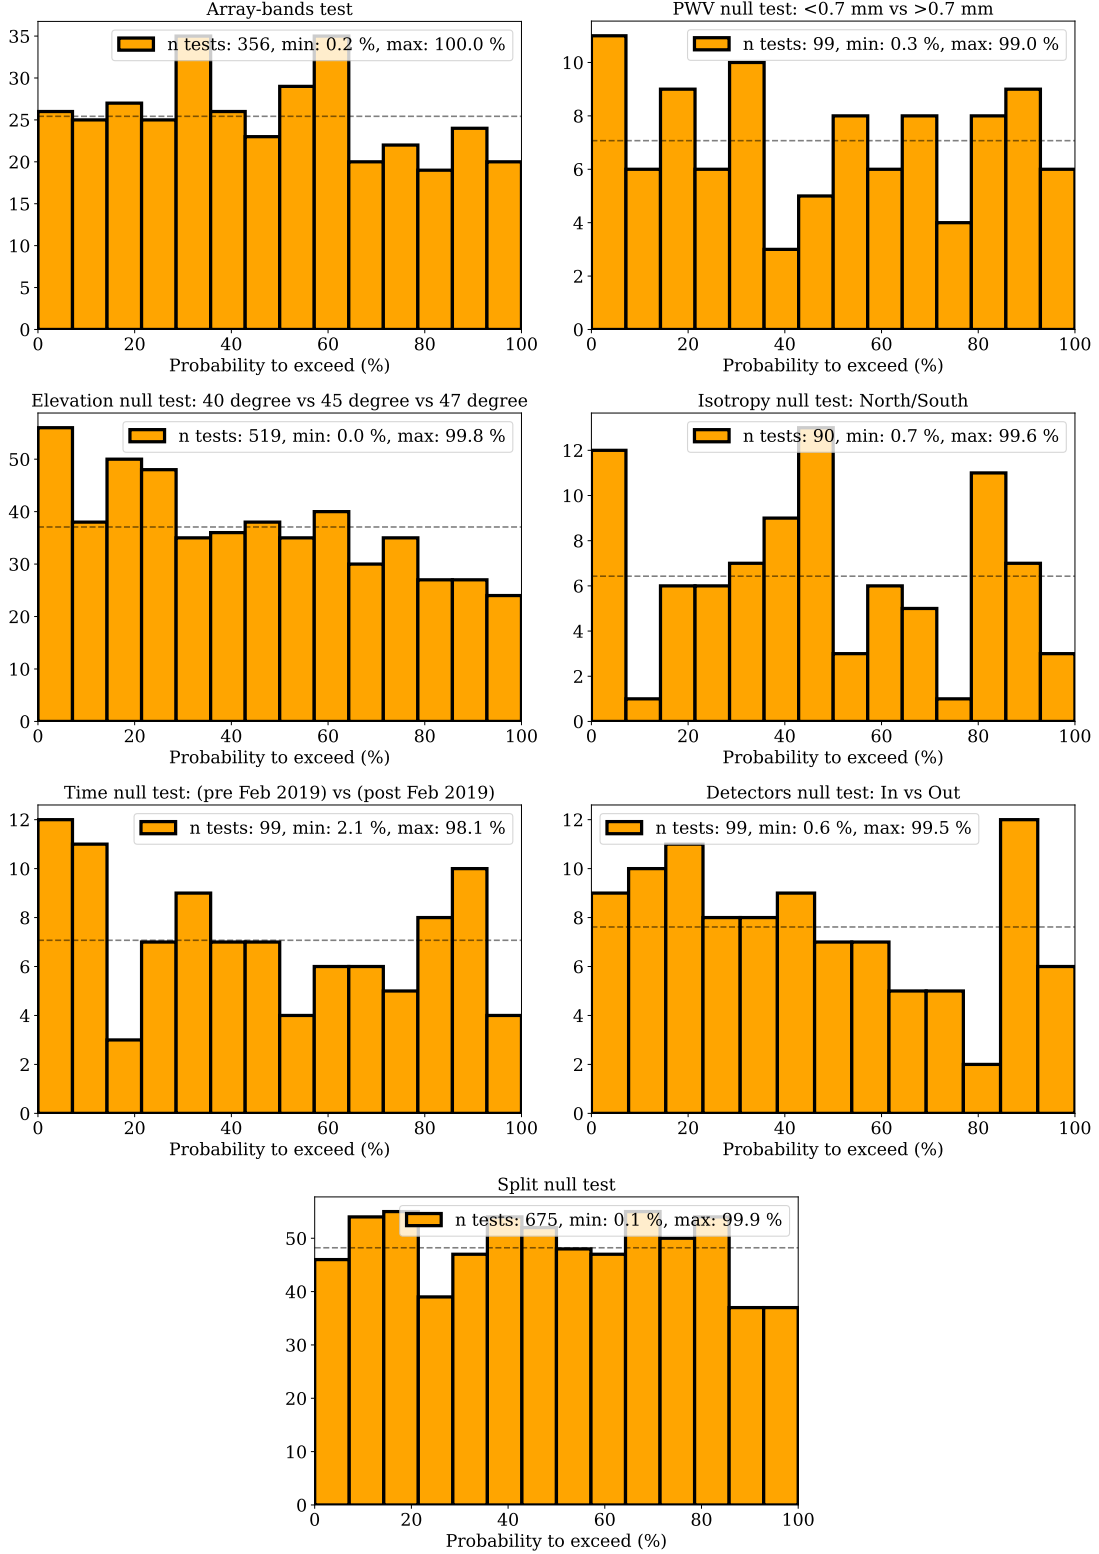 Array-bands test
n tests: 356, min: 0.2 %, max: 100.0 %
35
30
25
20
15
10
5
0
0 20 40 60 80 100
Probability to exceed (%)
PWV null test: <0.7 mm vs >0.7 mm
n tests: 99, min: 0.3 %, max: 99.0 %
10
8
6
4
2
0
0 20 40 60 80 100
Probability to exceed (%)
Elevation null test: 40 degree vs 45 degree vs 47 degree
n tests: 519, min: 0.0 %, max: 99.8 %
50
40
30
20
10
0
0 20 40 60 80 100
Probability to exceed (%)
Isotropy null test: North/South
n tests: 90, min: 0.7 %, max: 99.6 %
12
10
8
6
4
2
0
0 20 40 60 80 100
Probability to exceed (%)
Time null test: (pre Feb 2019) vs (post Feb 2019)
n tests: 99, min: 2.1 %, max: 98.1 %
12
10
8
6
4
2
0
0 20 40 60 80 100
Probability to exceed (%)
Detectors null test: In vs Out
n tests: 99, min: 0.6 %, max: 99.5 %
12
10
8
6
4
2
0
0 20 40 60 80 100
Probability to exceed (%)
Split null test
n tests: 675, min: 0.1 %, max: 99.9 %
50
40
30
20
10
0
0 20 40 60 80 100
Probability to exceed (%)